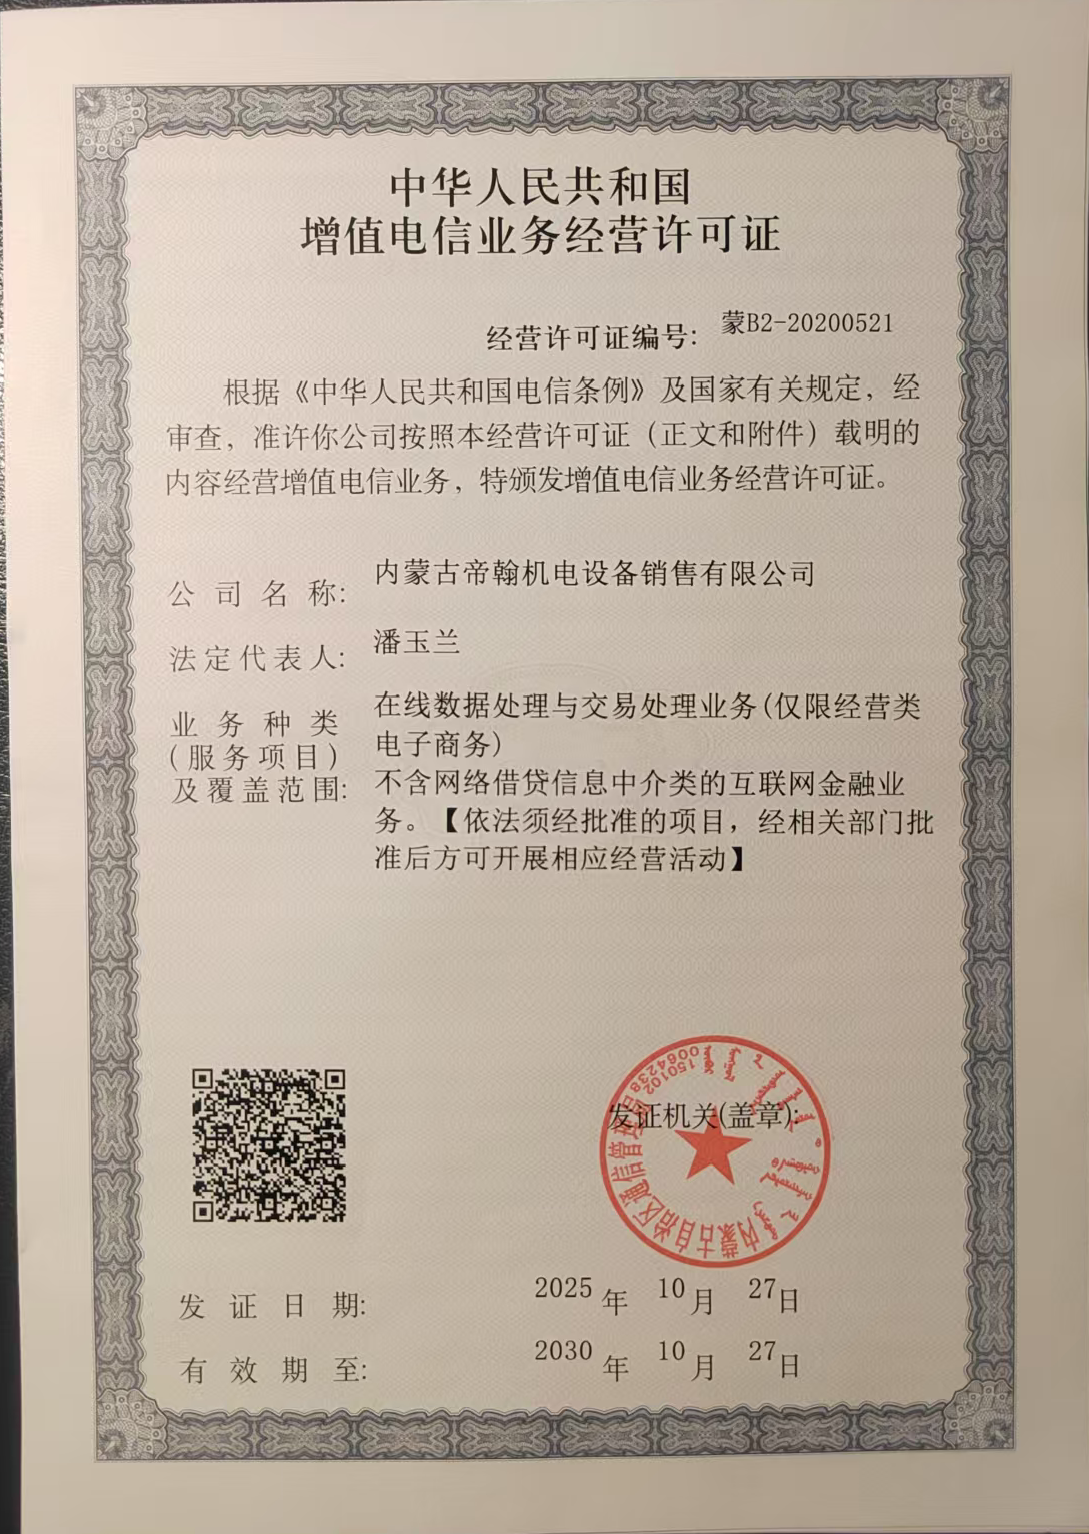 中华人民共和国
增值电信业务经营许可证
经营许可证编号: 蒙B2-20200521
根据《中华人民共和国电信条例》及国家有关规定，经
审查，准许你公司按照本经营许可证（正文和附件）载明的
内容经营增值电信业务，特颁发增值电信业务经营许可证。
公司名称: 内蒙古帝翰机电设备销售有限公司
法定代表人: 潘玉兰
业务种类
(服务项目)
及覆盖范围:
在线数据处理与交易处理业务(仅限经营类
电子商务)
不含网络借贷信息中介类的互联网金融业
务。【依法须经批准的项目，经相关部门批
准后方可开展相应经营活动】
发证机关(盖章):
内蒙古自治区通信管理局
1501020064238
发证日期: 2025年 10月 27日
有效期至: 2030年 10月 27日